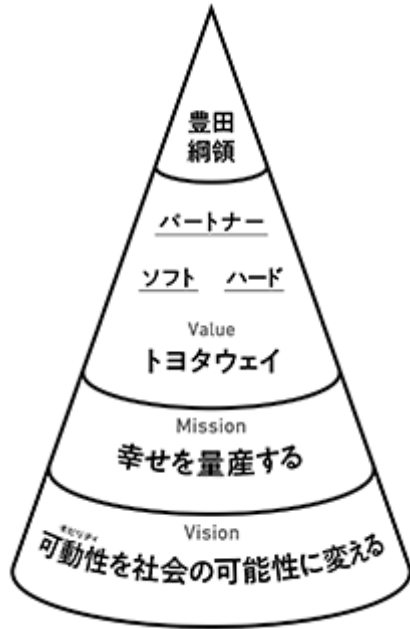 豊田
綱領
パートナー
ソフト ハード
Value
トヨタウェイ
Mission
幸せを量産する
Vision
モビリティ
可動性を社会の可能性に変える